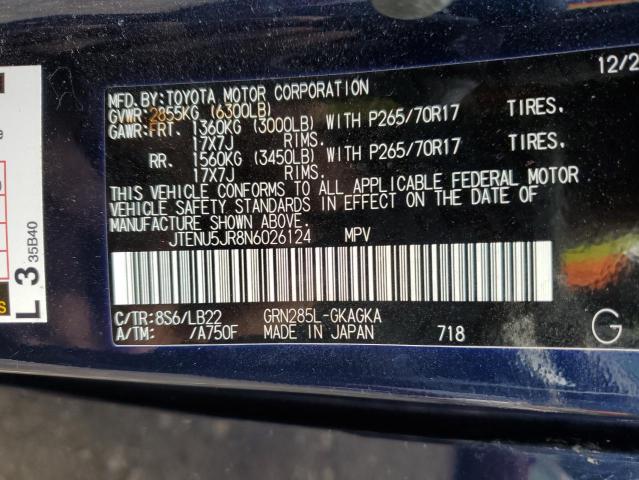 12/2
MFD. BY: TOYOTA MOTOR CORPORATION
GVWR: 2855KG (6300LB)
GAWR: FRT. 1360KG (3000LB) WITH P265/70R17 TIRES.
17X7J RIMS.
RR. 1560KG (3450LB) WITH P265/70R17 TIRES.
17X7J RIMS.
THIS VEHICLE CONFORMS TO ALL APPLICABLE FEDERAL MOTOR
VEHICLE SAFETY STANDARDS IN EFFECT ON THE DATE OF
MANUFACTURE SHOWN ABOVE.
JTENU5JR8N6026124 MPV
C/TR: 8S6/LB22 GRN285L-GKAGKA
A/TM: /A750F MADE IN JAPAN 718 G
L 3 35B40